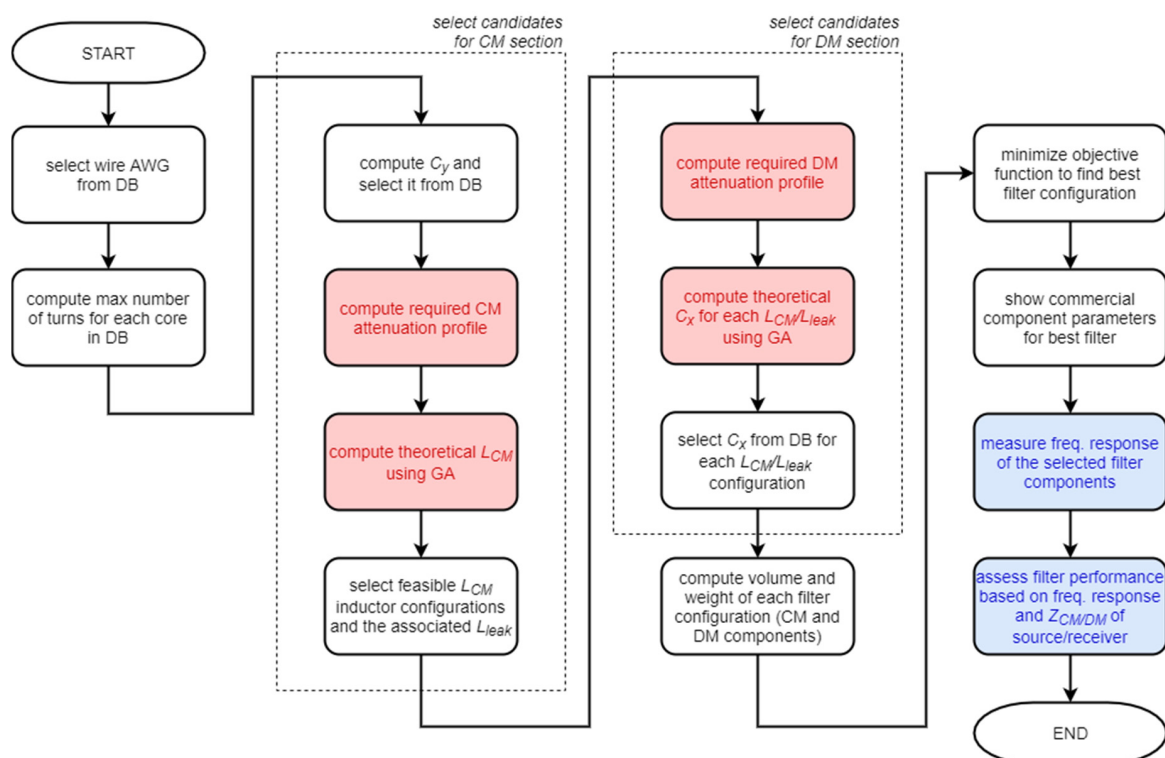 START
select wire AWG
from DB
compute max number
of turns for each core
in DB
select candidates
for CM section
compute Cy and
select it from DB
compute required CM
attenuation profile
compute theoretical LCM
using GA
select feasible LCM
inductor configurations
and the associated Lleak
select candidates
for DM section
compute required DM
attenuation profile
compute theoretical
Cx for each LCM/Lleak
using GA
select Cx from DB for
each LCM/Lleak
configuration
compute volume and
weight of each filter
configuration (CM and
DM components)
minimize objective
function to find best
filter configuration
show commercial
component parameters
for best filter
measure freq. response
of the selected filter
components
assess filter performance
based on freq. response
and ZCM/DM of
source/receiver
END